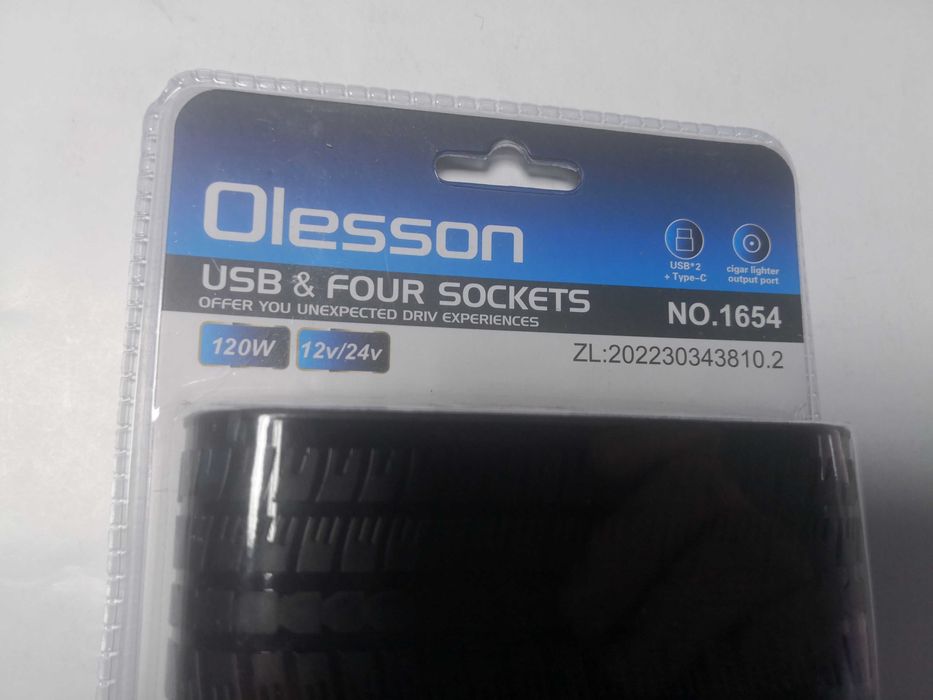 Olesson
USB*2
+ Type-C
cigar lighter
output port
USB & FOUR SOCKETS
OFFER YOU UNEXPECTED DRIV EXPERIENCES
NO.1654
120W
12v/24v
ZL:202230343810.2